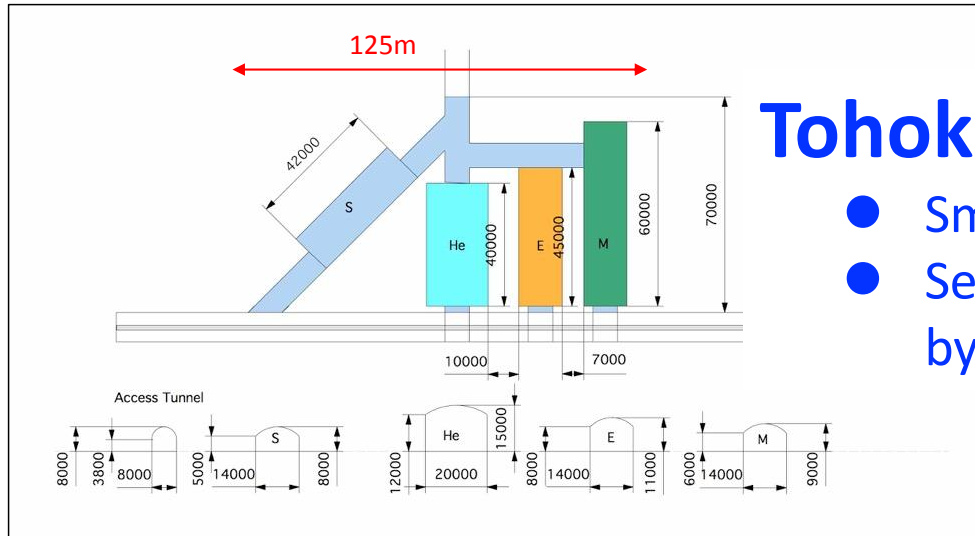 125m
Tohok
● Sm
● Se
by
42000
S
He
40000
E
45000
M
60000
70000
10000
7000
Access Tunnel
8000
3800
8000
5000
14000
S
8000
12000
He
20000
15000
8000
14000
E
11000
6000
14000
M
9000